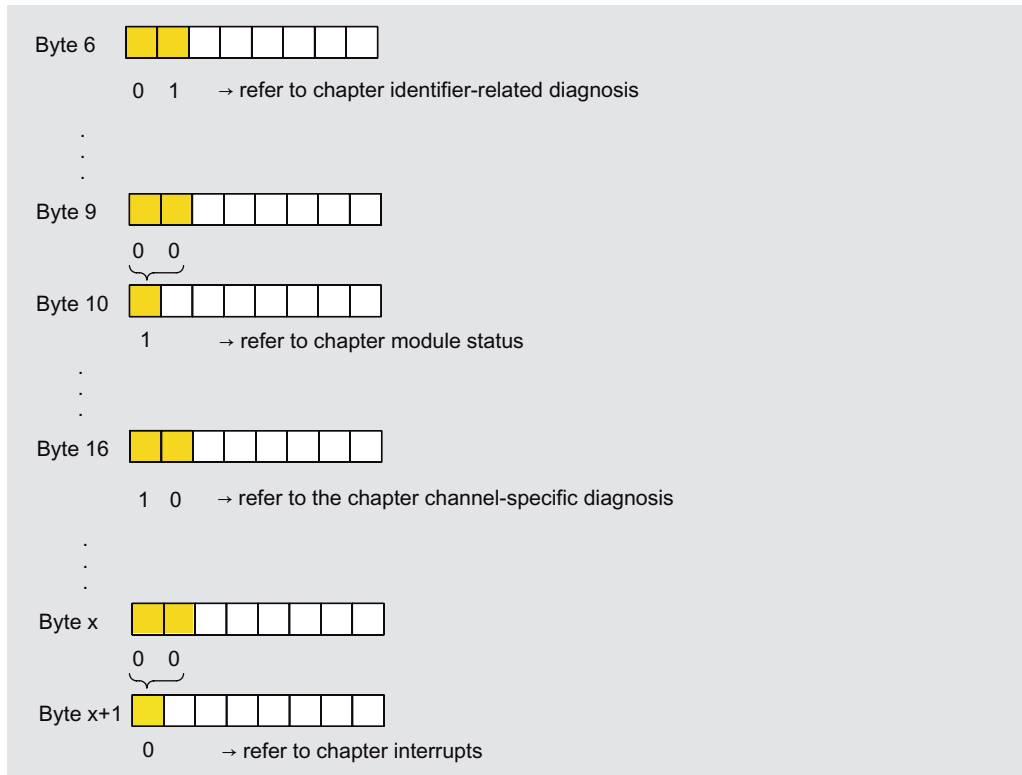 Byte 6
0 1 → refer to chapter identifier-related diagnosis
.
.
.
Byte 9
0 0
Byte 10
1 → refer to chapter module status
.
.
.
Byte 16
1 0 → refer to the chapter channel-specific diagnosis
.
.
.
Byte x
0 0
Byte x+1
0 → refer to chapter interrupts